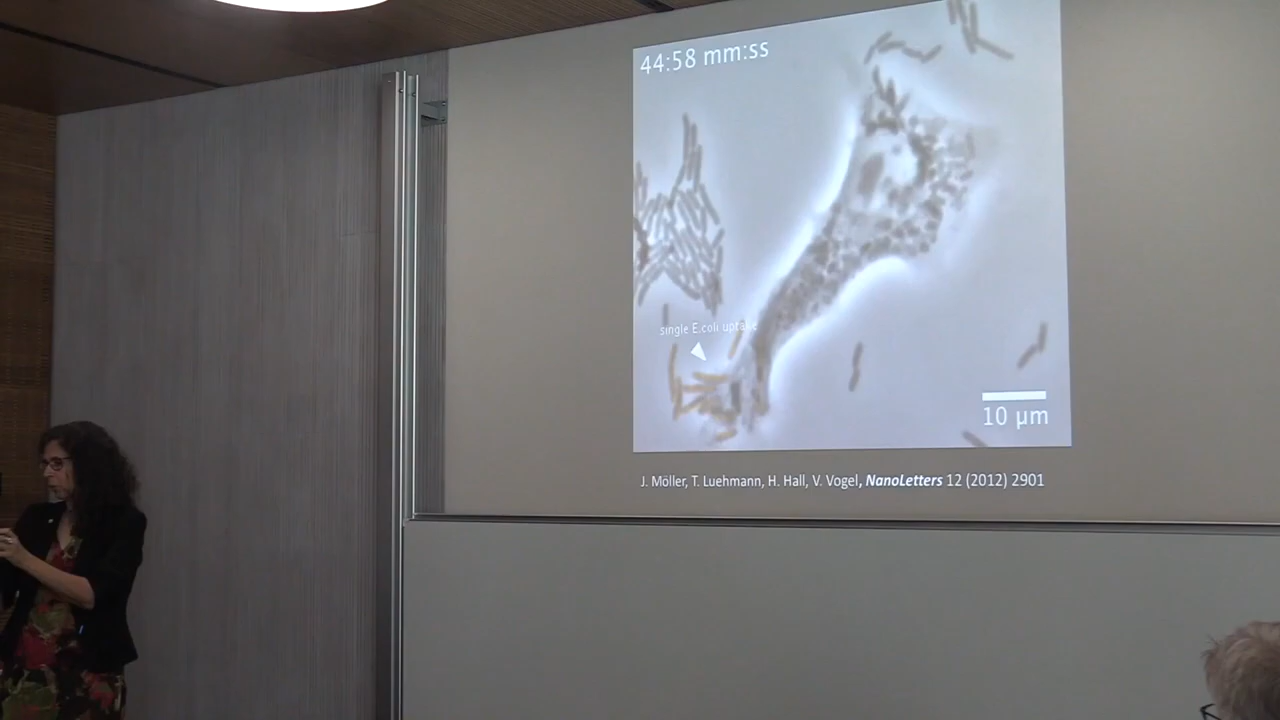 44:58 mm:ss
single E.coli uptake
10 µm
J. Möller, T. Luehmann, H. Hall, V. Vogel, NanoLetters 12 (2012) 2901